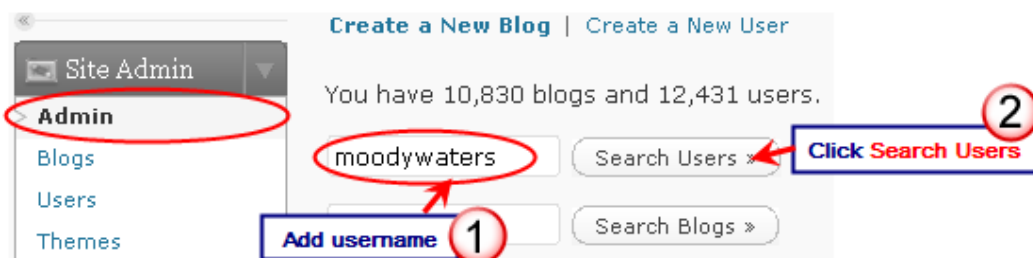 «
Create a New Blog | Create a New User
Site Admin
You have 10,830 blogs and 12,431 users.
Admin
moodywaters
Search Users »
2
Click Search Users
Blogs
Users
Add username
1
Search Blogs »
Themes